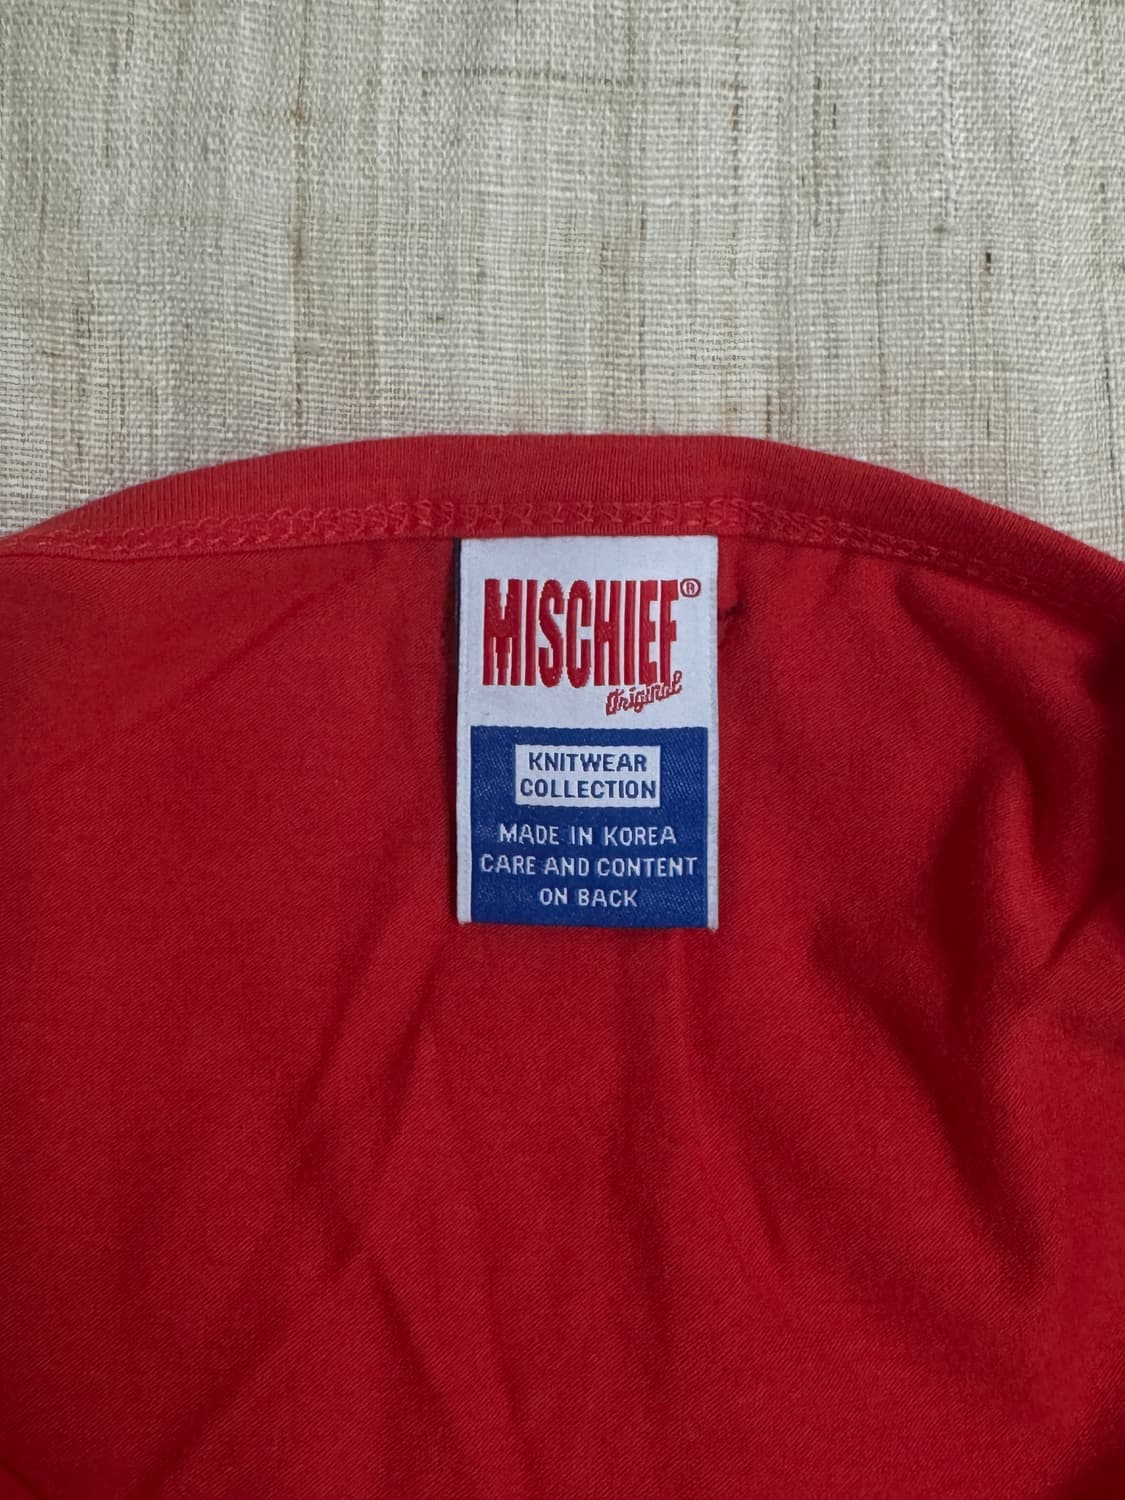 MISCHIEF®
Original
KNITWEAR
COLLECTION
MADE IN KOREA
CARE AND CONTENT
ON BACK